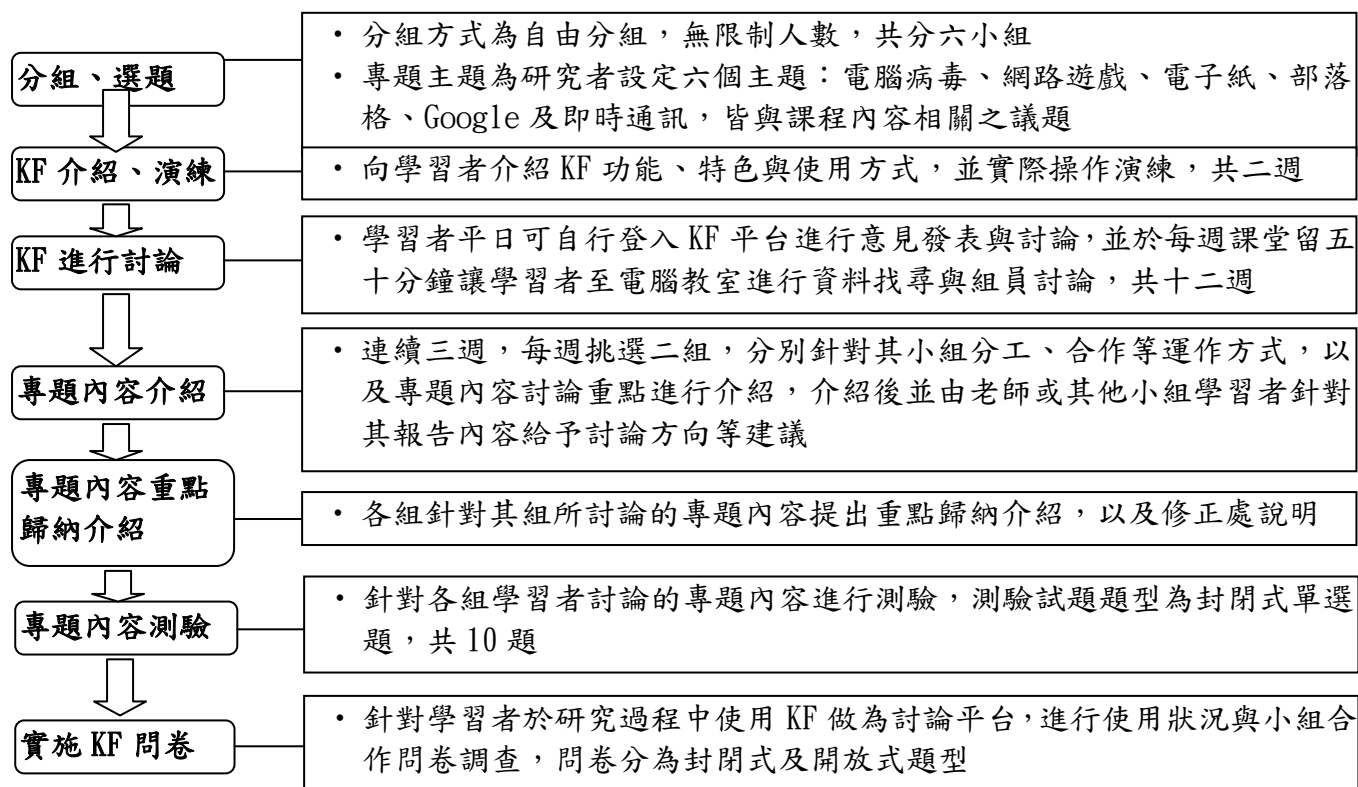 分組、選題
‧ 分組方式為自由分組，無限制人數，共分六小組
‧ 專題主題為研究者設定六個主題：電腦病毒、網路遊戲、電子紙、部落
格、Google 及即時通訊，皆與課程內容相關之議題
KF 介紹、演練
‧ 向學習者介紹 KF 功能、特色與使用方式，並實際操作演練，共二週
KF 進行討論
‧ 學習者平日可自行登入 KF 平台進行意見發表與討論，並於每週課堂留五
十分鐘讓學習者至電腦教室進行資料找尋與組員討論，共十二週
專題內容介紹
‧ 連續三週，每週挑選二組，分別針對其小組分工、合作等運作方式，以
及專題內容討論重點進行介紹，介紹後並由老師或其他小組學習者針對
其報告內容給予討論方向等建議
專題內容重點
歸納介紹
‧ 各組針對其組所討論的專題內容提出重點歸納介紹，以及修正處說明
專題內容測驗
‧ 針對各組學習者討論的專題內容進行測驗，測驗試題題型為封閉式單選
題，共 10 題
實施 KF 問卷
‧ 針對學習者於研究過程中使用 KF 做為討論平台，進行使用狀況與小組合
作問卷調查，問卷分為封閉式及開放式題型